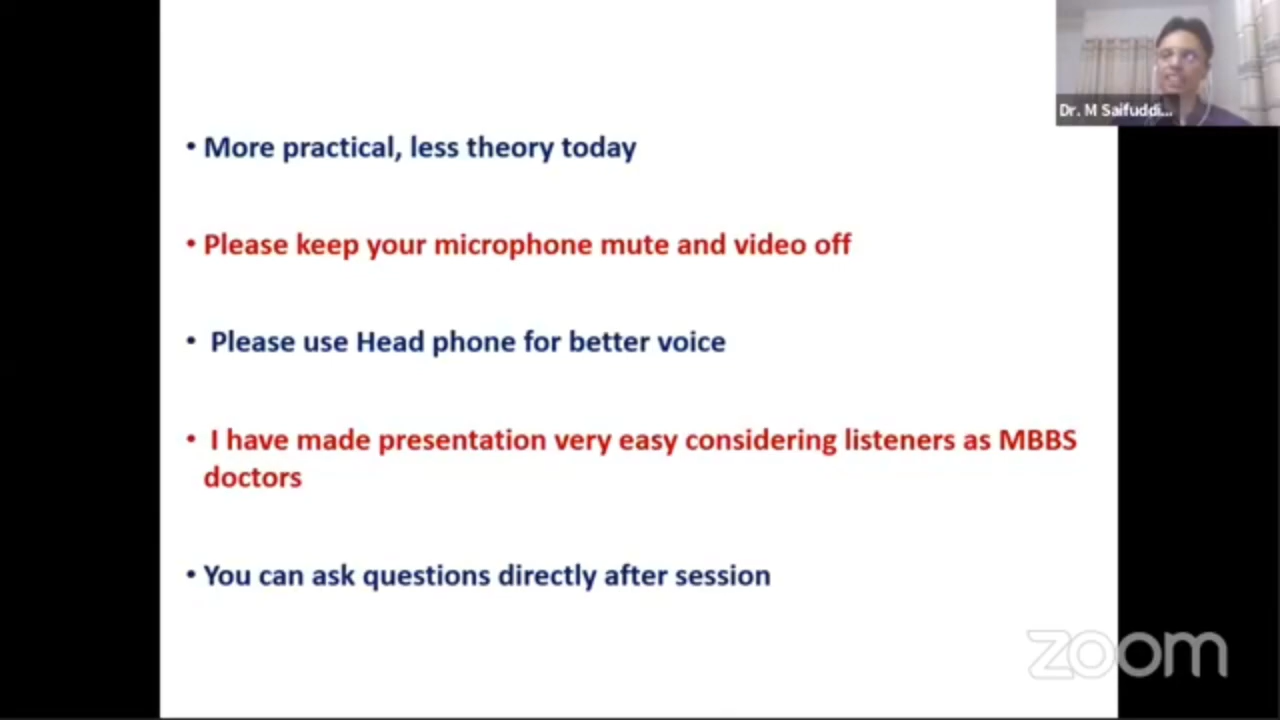 Dr. M Saifuddi...
• More practical, less theory today
• Please keep your microphone mute and video off
• Please use Head phone for better voice
• I have made presentation very easy considering listeners as MBBS
doctors
• You can ask questions directly after session
zoom